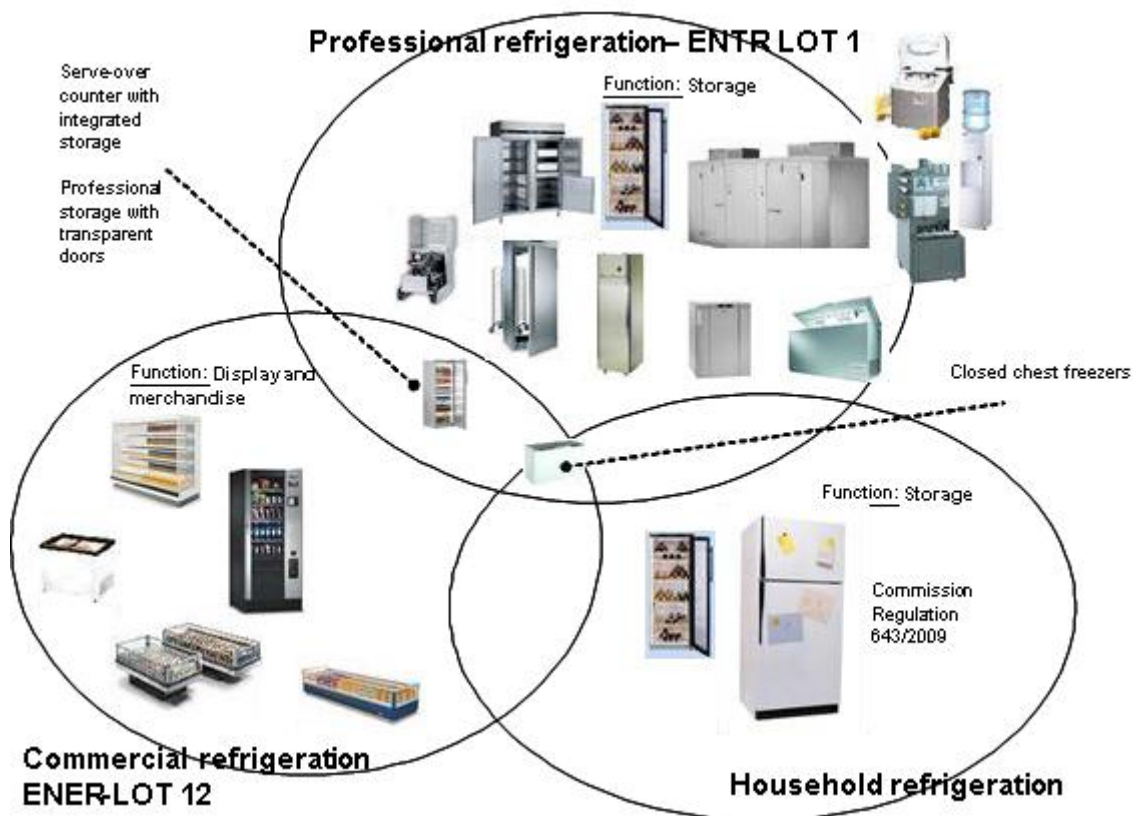 Professional refrigeration– ENTR LOT 1
Serve-over
counter with
integrated
storage
Professional
storage with
transparent
doors
Function: Storage
Function: Display and
merchandise
Closed chest freezers
Function: Storage
Commission
Regulation
643/2009
Commercial refrigeration
ENER-LOT 12
Household refrigeration